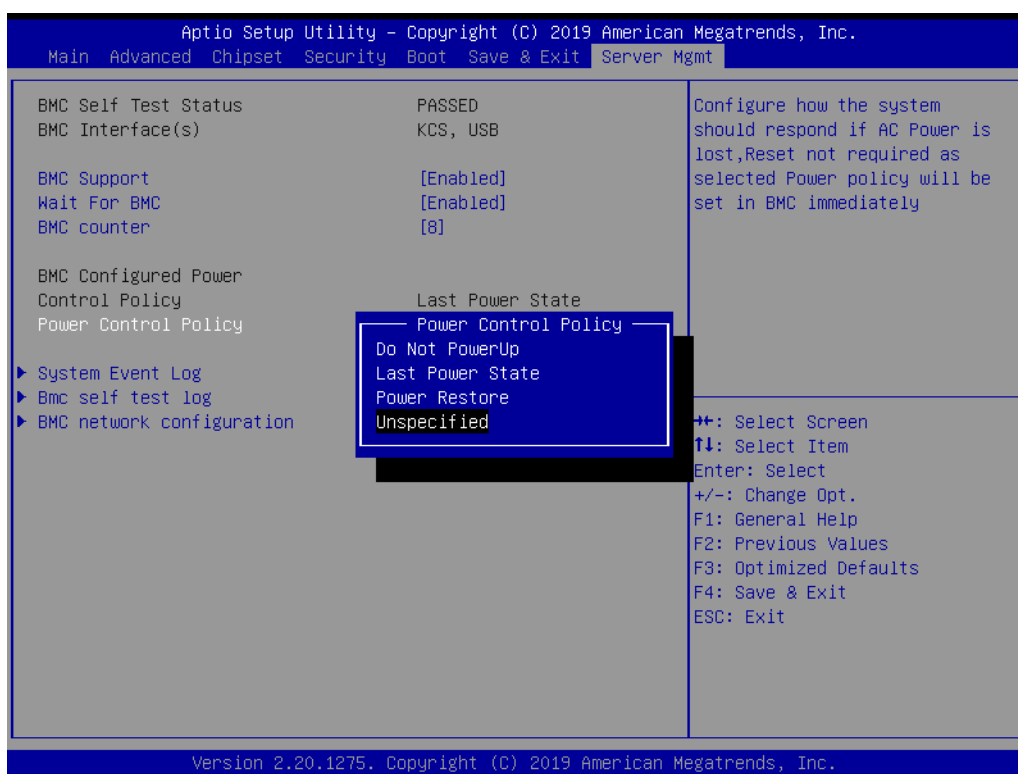 Aptio Setup Utility – Copyright (C) 2019 American Megatrends, Inc.
Main Advanced Chipset Security Boot Save & Exit Server Mgmt
BMC Self Test Status PASSED
BMC Interface(s) KCS, USB
BMC Support [Enabled]
Wait For BMC [Enabled]
BMC counter [8]
BMC Configured Power
Control Policy Last Power State
Power Control Policy
System Event Log
Bmc self test log
BMC network configuration
Power Control Policy
Do Not PowerUp
Last Power State
Power Restore
Unspecified
Configure how the system
should respond if AC Power is
lost,Reset not required as
selected Power policy will be
set in BMC immediately
→←: Select Screen
↑↓: Select Item
Enter: Select
+/-: Change Opt.
F1: General Help
F2: Previous Values
F3: Optimized Defaults
F4: Save & Exit
ESC: Exit
Version 2.20.1275. Copyright (C) 2019 American Megatrends, Inc.